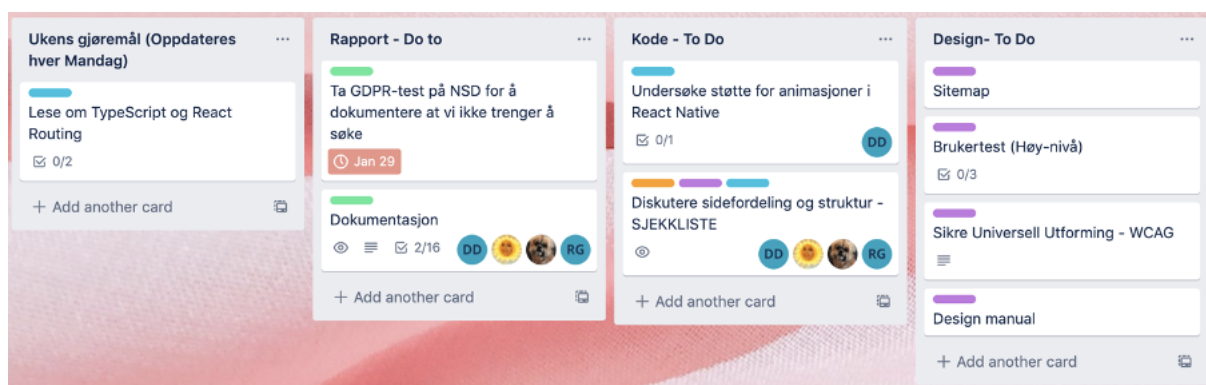 Ukens gjøremål (Oppdateres
hver Mandag)
Lese om TypeScript og React
Routing
0/2
+ Add another card
Rapport - Do to
Ta GDPR-test på NSD for å
dokumentere at vi ikke trenger å
søke
Jan 29
Dokumentasjon
2/16
DD
RG
+ Add another card
Kode - To Do
Undersøke støtte for animasjoner i
React Native
0/1
DD
Diskutere sidefordeling og struktur -
SJEKKLISTE
DD
RG
+ Add another card
Design- To Do
Sitemap
Brukertest (Høy-nivå)
0/3
Sikre Universell Utforming - WCAG
Design manual
+ Add another card